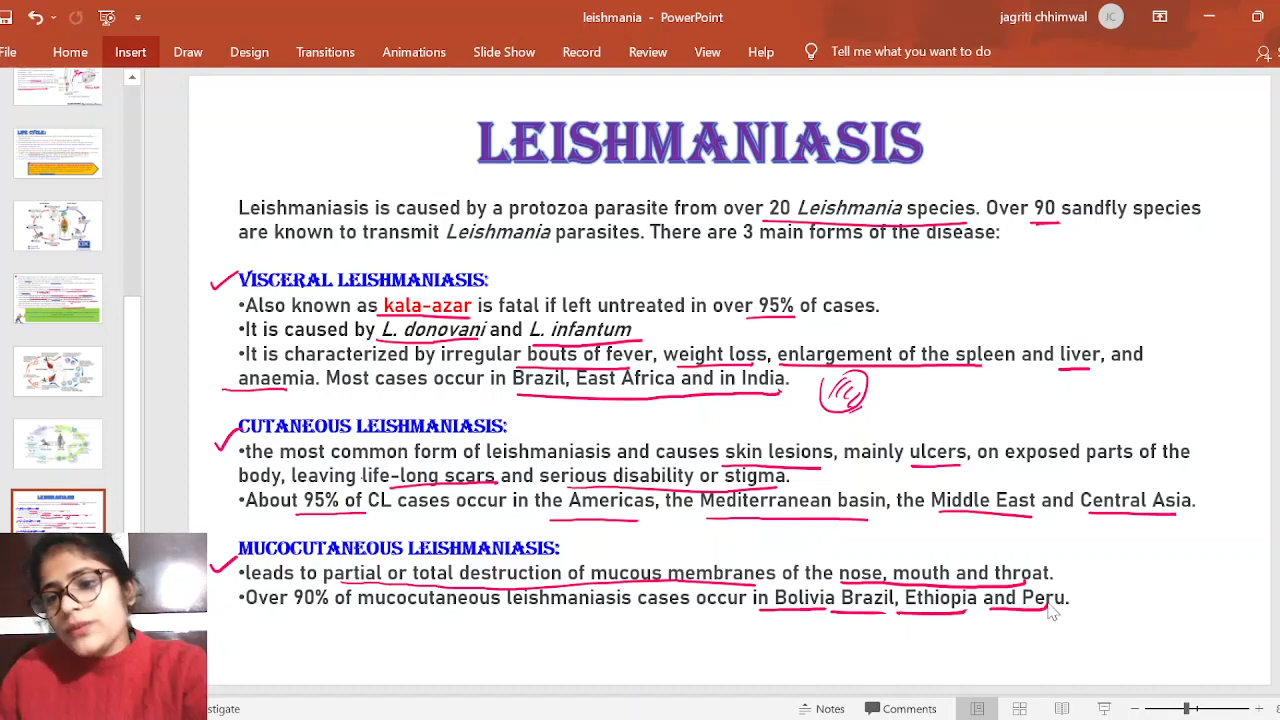 leishmania - PowerPoint
jagriti chhimwal JC
File Home Insert Draw Design Transitions Animations Slide Show Record Review View Help Tell me what you want to do
LIFE CYCLE:
LEISHMANIASIS
Leishmaniasis is caused by a protozoa parasite from over 20 Leishmania species. Over 90 sandfly species
are known to transmit Leishmania parasites. There are 3 main forms of the disease:
VISCERAL LEISHMANIASIS:
•Also known as kala-azar is fatal if left untreated in over 95% of cases.
•It is caused by L. donovani and L. infantum
•It is characterized by irregular bouts of fever, weight loss, enlargement of the spleen and liver, and
anaemia. Most cases occur in Brazil, East Africa and in India.
CUTANEOUS LEISHMANIASIS:
•the most common form of leishmaniasis and causes skin lesions, mainly ulcers, on exposed parts of the
body, leaving life-long scars and serious disability or stigma.
•About 95% of CL cases occur in the Americas, the Mediterranean basin, the Middle East and Central Asia.
MUCOCUTANEOUS LEISHMANIASIS:
•leads to partial or total destruction of mucous membranes of the nose, mouth and throat.
•Over 90% of mucocutaneous leishmaniasis cases occur in Bolivia Brazil, Ethiopia and Peru.
stigate Notes Comments